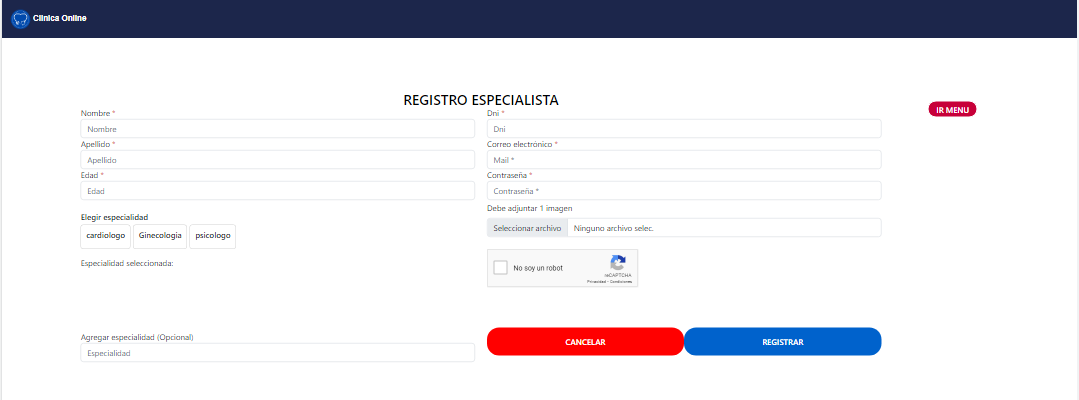 Clinica Online
REGISTRO ESPECIALISTA
IR MENU
Nombre *
Nombre
Dni *
Dni
Apellido *
Apellido
Correo electrónico *
Mail *
Edad *
Edad
Contraseña *
Contraseña *
Debe adjuntar 1 imagen
Seleccionar archivo Ninguno archivo selec.
Elegir especialidad
cardiologo Ginecologia psicologo
Especialidad seleccionada:
No soy un robot
reCAPTCHA
Privacidad - Condiciones
Agregar especialidad (Opcional)
Especialidad
CANCELAR REGISTRAR